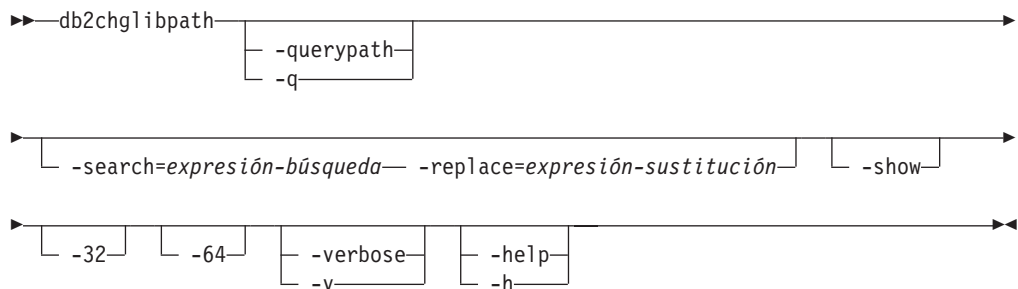 db2chglibpath
-querypath
-q
-search=expresión-búsqueda -replace=expresión-sustitución -show
-32 -64 -verbose -help
-v -h